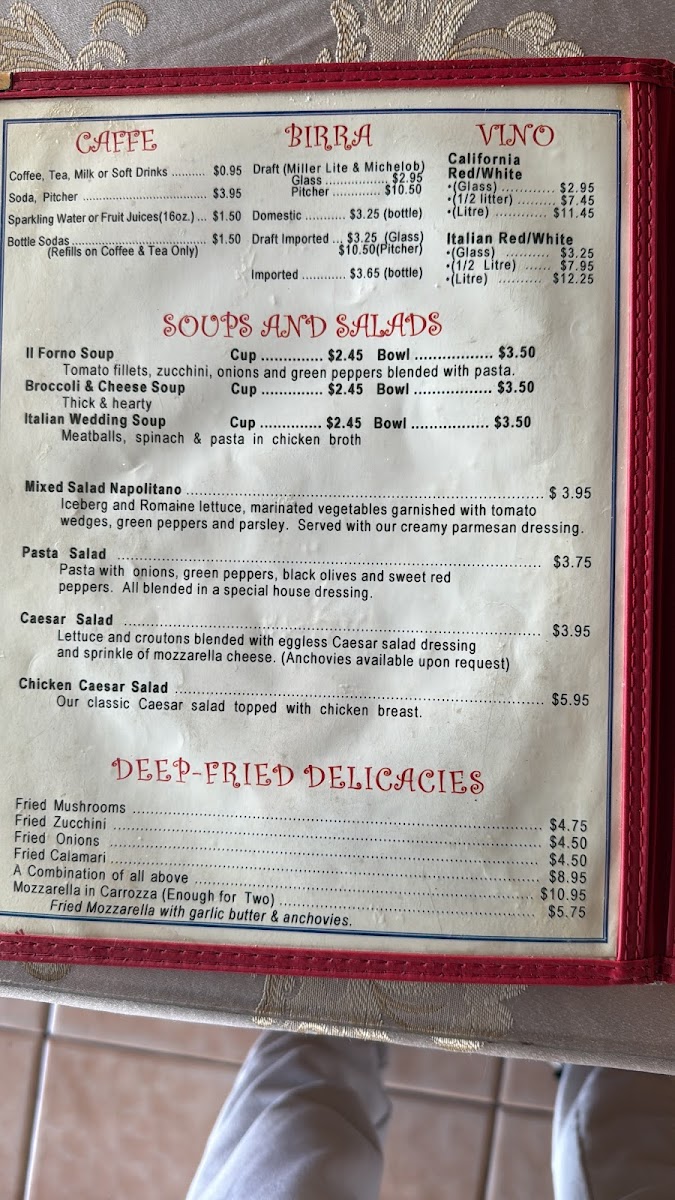 CAFFE
Coffee, Tea, Milk or Soft Drinks .......... $0.95
Soda, Pitcher ..................................... $3.95
Sparkling Water or Fruit Juices(16oz.) ... $1.50
Bottle Sodas ....................................... $1.50
(Refills on Coffee & Tea Only)
BIRRA
Draft (Miller Lite & Michelob)
Glass ................ $2.95
Pitcher ............ $10.50
Domestic ........... $3.25 (bottle)
Draft Imported ... $3.25 (Glass)
$10.50(Pitcher)
Imported ............ $3.65 (bottle)
VINO
California
Red/White
•(Glass) ............ $2.95
•(1/2 litter) ......... $7.45
•(Litre) ............. $11.45
Italian Red/White
•(Glass) .......... $3.25
•(1/2 Litre) ...... $7.95
•(Litre) .......... $12.25
SOUPS AND SALADS
Il Forno Soup Cup .............. $2.45 Bowl .................. $3.50
Tomato fillets, zucchini, onions and green peppers blended with pasta.
Broccoli & Cheese Soup Cup .............. $2.45 Bowl .................. $3.50
Thick & hearty
Italian Wedding Soup Cup .............. $2.45 Bowl .................. $3.50
Meatballs, spinach & pasta in chicken broth
Mixed Salad Napolitano ........................ $ 3.95
Iceberg and Romaine lettuce, marinated vegetables garnished with tomato
wedges, green peppers and parsley. Served with our creamy parmesan dressing.
Pasta Salad ........................ $3.75
Pasta with onions, green peppers, black olives and sweet red
peppers. All blended in a special house dressing.
Caesar Salad ........................ $3.95
Lettuce and croutons blended with eggless Caesar salad dressing
and sprinkle of mozzarella cheese. (Anchovies available upon request)
Chicken Caesar Salad ........................ $5.95
Our classic Caesar salad topped with chicken breast.
DEEP-FRIED DELICACIES
Fried Mushrooms ........................ $4.75
Fried Zucchini ........................ $4.50
Fried Onions ........................ $4.50
Fried Calamari ........................ $8.95
A Combination of all above ........................ $10.95
Mozzarella in Carrozza (Enough for Two) ........................ $5.75
Fried Mozzarella with garlic butter & anchovies.